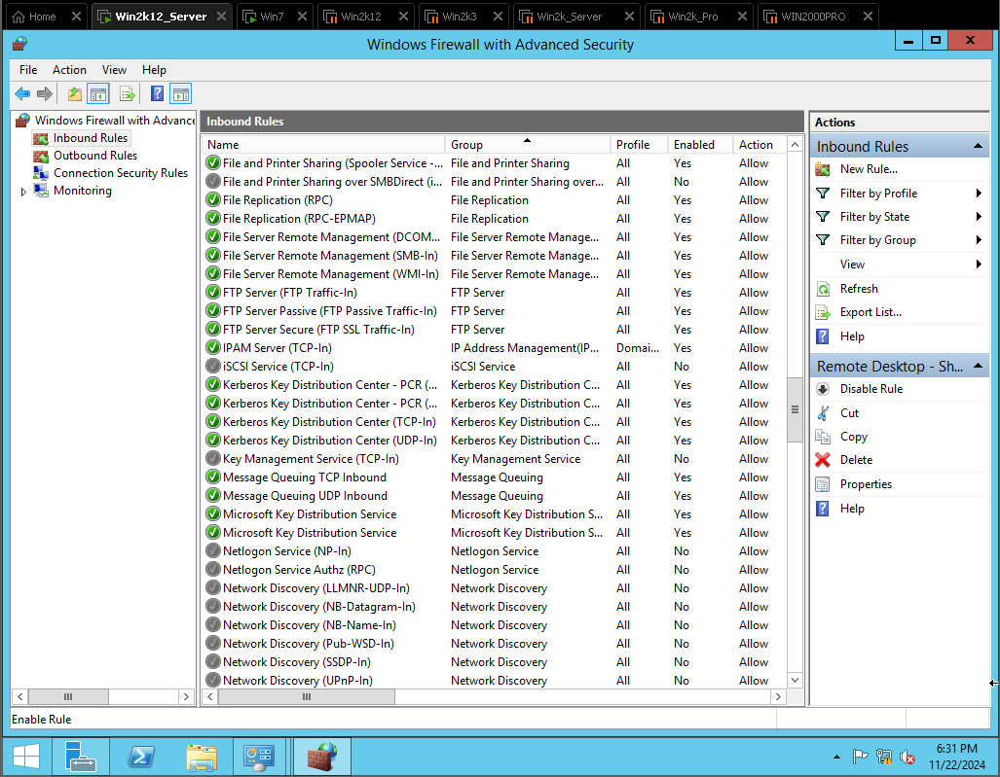 Home Win2k12_Server Win7 Win2k12 Win2k3 Win2k_Server Win2k_Pro WIN2000PRO
Windows Firewall with Advanced Security
File Action View Help
Windows Firewall with Advance
Inbound Rules
Outbound Rules
Connection Security Rules
Monitoring
Inbound Rules
Name Group Profile Enabled Action
File and Printer Sharing (Spooler Service -... File and Printer Sharing All Yes Allow
File and Printer Sharing over SMBDirect (i... File and Printer Sharing over... All No Allow
File Replication (RPC) File Replication All Yes Allow
File Replication (RPC-EPMAP) File Replication All Yes Allow
File Server Remote Management (DCOM... File Server Remote Manage... All Yes Allow
File Server Remote Management (SMB-In) File Server Remote Manage... All Yes Allow
File Server Remote Management (WMI-In) File Server Remote Manage... All Yes Allow
FTP Server (FTP Traffic-In) FTP Server All Yes Allow
FTP Server Passive (FTP Passive Traffic-In) FTP Server All Yes Allow
FTP Server Secure (FTP SSL Traffic-In) FTP Server All Yes Allow
IPAM Server (TCP-In) IP Address Management(IP... Domai... Yes Allow
iSCSI Service (TCP-In) iSCSI Service All No Allow
Kerberos Key Distribution Center - PCR (... Kerberos Key Distribution C... All Yes Allow
Kerberos Key Distribution Center - PCR (... Kerberos Key Distribution C... All Yes Allow
Kerberos Key Distribution Center (TCP-In) Kerberos Key Distribution C... All Yes Allow
Kerberos Key Distribution Center (UDP-In) Kerberos Key Distribution C... All Yes Allow
Key Management Service (TCP-In) Key Management Service All No Allow
Message Queuing TCP Inbound Message Queuing All Yes Allow
Message Queuing UDP Inbound Message Queuing All Yes Allow
Microsoft Key Distribution Service Microsoft Key Distribution S... All Yes Allow
Microsoft Key Distribution Service Microsoft Key Distribution S... All Yes Allow
Netlogon Service (NP-In) Netlogon Service All No Allow
Netlogon Service Authz (RPC) Netlogon Service All No Allow
Network Discovery (LLMNR-UDP-In) Network Discovery All No Allow
Network Discovery (NB-Datagram-In) Network Discovery All No Allow
Network Discovery (NB-Name-In) Network Discovery All No Allow
Network Discovery (Pub-WSD-In) Network Discovery All No Allow
Network Discovery (SSDP-In) Network Discovery All No Allow
Network Discovery (UPnP-In) Network Discovery All No Allow
Actions
Inbound Rules
New Rule...
Filter by Profile
Filter by State
Filter by Group
View
Refresh
Export List...
Help
Remote Desktop - Sh...
Disable Rule
Cut
Copy
Delete
Properties
Help
Enable Rule
6:31 PM
11/22/2024